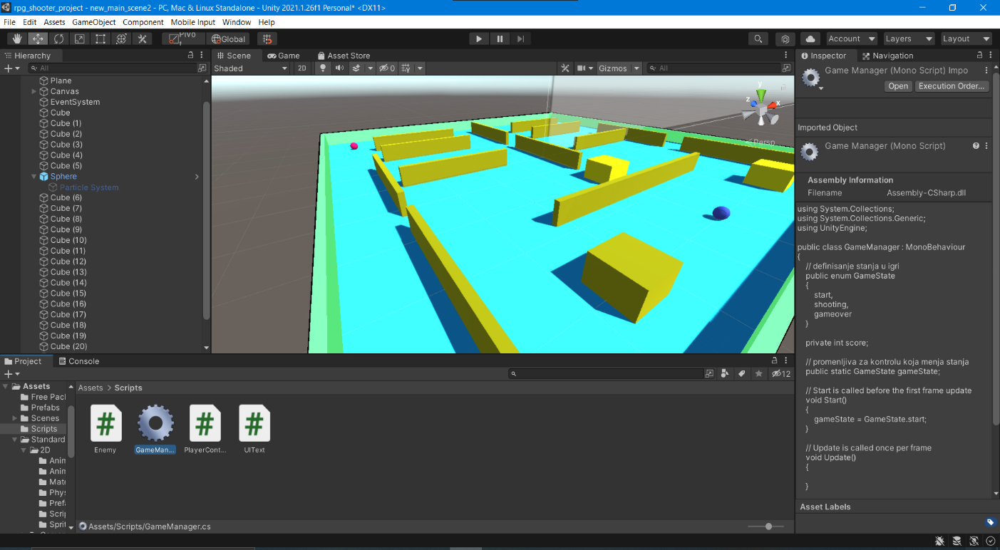 rpg_shooter_project - new_main_scene2 - PC, Mac & Linux Standalone - Unity 2021.1.26f1 Personal* <DX11>
File Edit Assets GameObject Component Mobile Input Window Help
Pivo Global Account Layers Layout
Hierarchy
All
Plane
Canvas
EventSystem
Cube
Cube (1)
Cube (2)
Cube (3)
Cube (4)
Cube (5)
Sphere
Particle System
Cube (6)
Cube (7)
Cube (8)
Cube (9)
Cube (10)
Cube (11)
Cube (12)
Cube (13)
Cube (14)
Cube (15)
Cube (16)
Cube (17)
Cube (18)
Cube (19)
Cube (20)
Scene Game Asset Store
Shaded 2D 0 Gizmos All
y
z x
Persp
Inspector Navigation
Game Manager (Mono Script) Impo
Open Execution Order...
Imported Object
Game Manager (Mono Script)
Assembly Information
Filename Assembly-CSharp.dll
using System.Collections;
using System.Collections.Generic;
using UnityEngine;
public class GameManager : MonoBehaviour
{
// definisanje stanja u igri
public enum GameState
{
start,
shooting,
gameover
}
private int score;
// promenljiva za kontrolu koja menja stanja
public static GameState gameState;
// Start is called before the first frame update
void Start()
{
gameState = GameState.start;
}
// Update is called once per frame
void Update()
{
}
Asset Labels
Project Console
12
Assets
Free Pacl
Prefabs
Scenes
Scripts
Standard
2D
Anin
Anin
Mate
Phys
Prefa
Scrip
Sprit
Assets > Scripts
Enemy GameMan... PlayerCont... UIText
Assets/Scripts/GameManager.cs